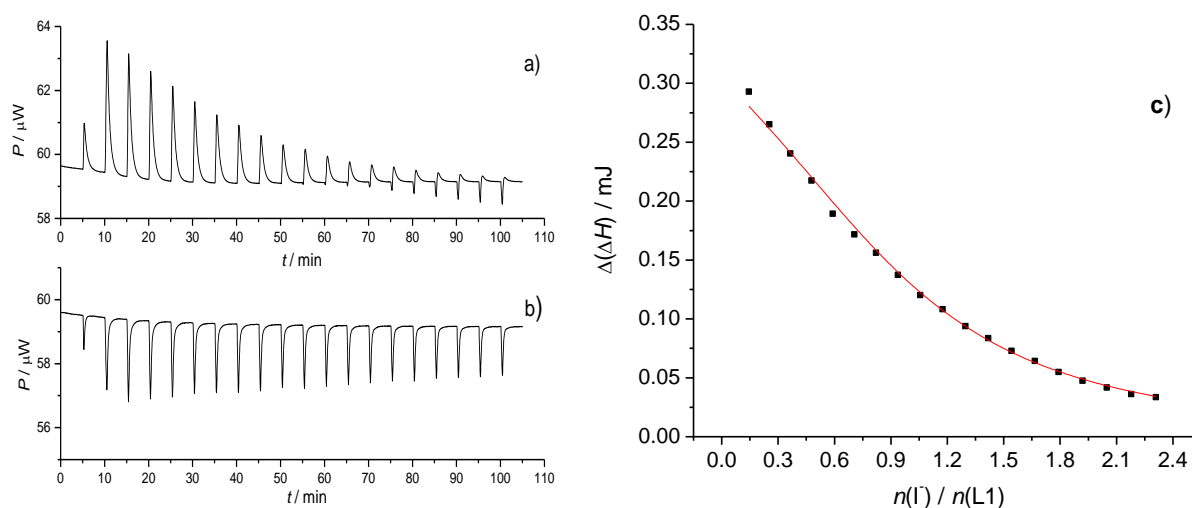 64
62
60
58
P / μW
a)
0 10 20 30 40 50 60 70 80 90 100 110
t / min
60
58
56
P / μW
b)
0 10 20 30 40 50 60 70 80 90 100 110
t / min
0.35
0.30
0.25
0.20
0.15
0.10
0.05
0.00
Δ(ΔH) / mJ
c)
0.0 0.3 0.6 0.9 1.2 1.5 1.8 2.1 2.4
n(I⁻) / n(L1)